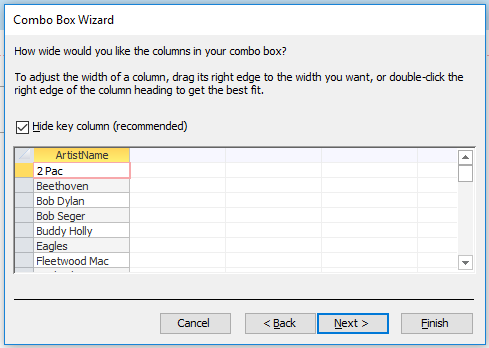 Combo Box Wizard
How wide would you like the columns in your combo box?
To adjust the width of a column, drag its right edge to the width you want, or double-click the
right edge of the column heading to get the best fit.
Hide key column (recommended)
ArtistName
2 Pac
Beethoven
Bob Dylan
Bob Seger
Buddy Holly
Eagles
Fleetwood Mac
Cancel < Back Next > Finish